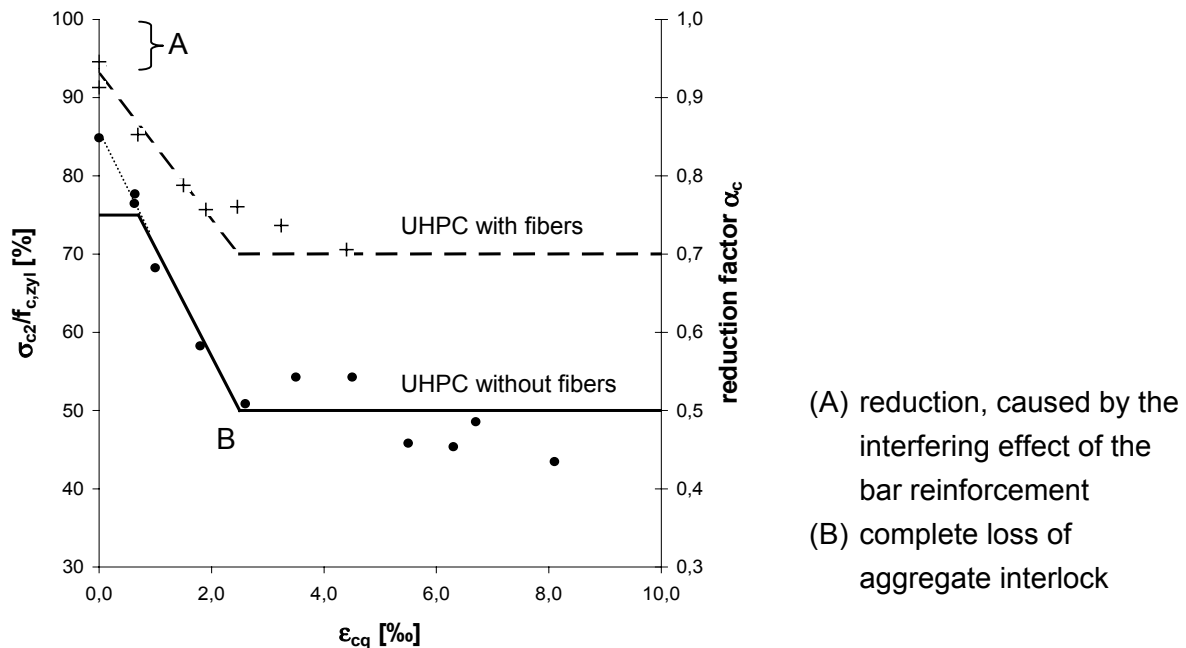 100
90
80
70
60
50
40
30
σc2/fc,zyl [%]
A
UHPC with fibers
UHPC without fibers
B
0,0
2,0
4,0
6,0
8,0
10,0
εcq [‰]
1,0
0,9
0,8
0,7
0,6
0,5
0,4
0,3
reduction factor αc
(A) reduction, caused by the
interfering effect of the
bar reinforcement
(B) complete loss of
aggregate interlock